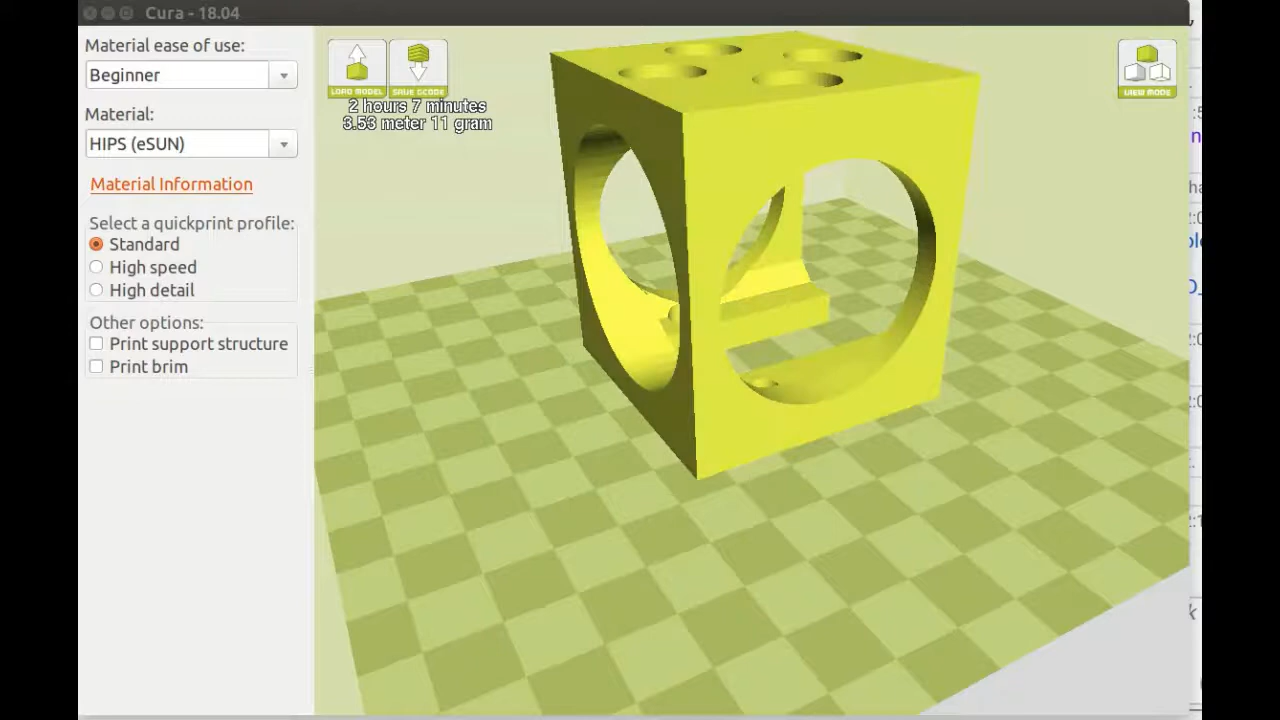 Cura - 18.04
Material ease of use:
Beginner
Material:
HIPS (eSUN)
Material Information
Select a quickprint profile:
Standard
High speed
High detail
Other options:
Print support structure
Print brim
LOAD MODEL
SAVE GCODE
2 hours 7 minutes
3.53 meter 11 gram
VIEW MODE